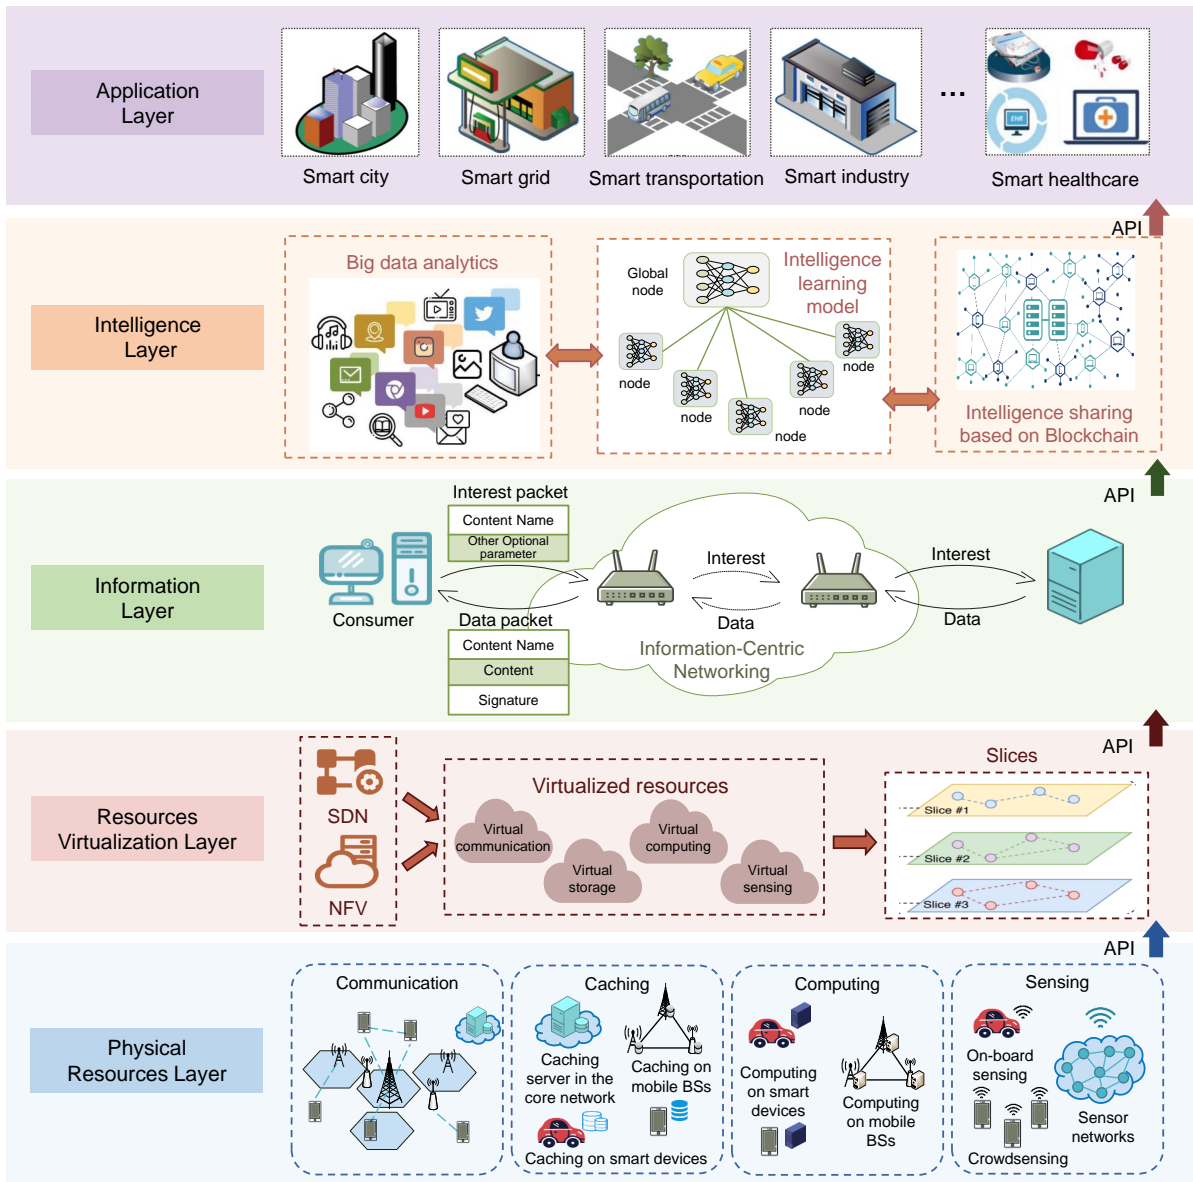 Application
Layer
Smart city
Smart grid
Smart transportation
Smart industry
...
Smart healthcare
EHR
API
Intelligence
Layer
Big data analytics
Global
node
Intelligence
learning
model
node
node
node
node
node
Intelligence sharing
based on Blockchain
API
Information
Layer
Interest packet
Content Name
Other Optional
parameter
Consumer
Data packet
Content Name
Content
Signature
Interest
Data
Information-Centric
Networking
Interest
Data
API
Resources
Virtualization Layer
SDN
NFV
Virtualized resources
Virtual
communication
Virtual
storage
Virtual
computing
Virtual
sensing
Slices
Slice #1
Slice #2
Slice #3
API
Physical
Resources Layer
Communication
Caching
Caching
server in the
core network
Caching on
mobile BSs
Caching on smart devices
Computing
Computing
on smart
devices
Computing
on mobile
BSs
Sensing
On-board
sensing
Sensor
networks
Crowdsensing